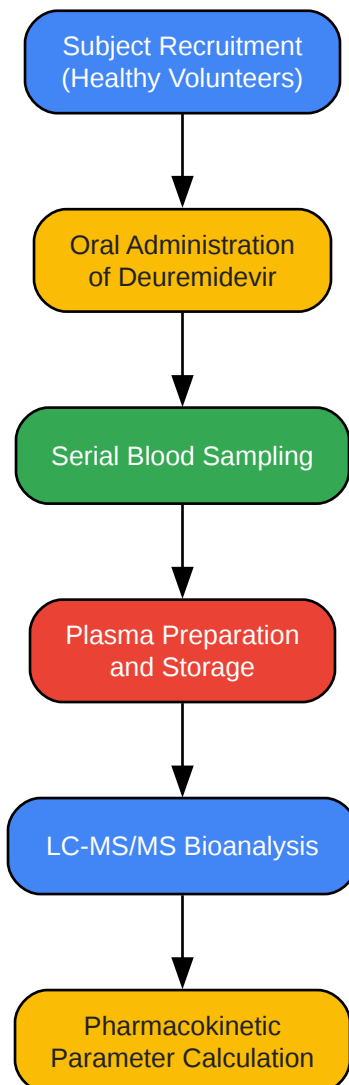 Subject Recruitment
(Healthy Volunteers)
Oral Administration
of Deuremidevir
Serial Blood Sampling
Plasma Preparation
and Storage
LC-MS/MS Bioanalysis
Pharmacokinetic
Parameter Calculation